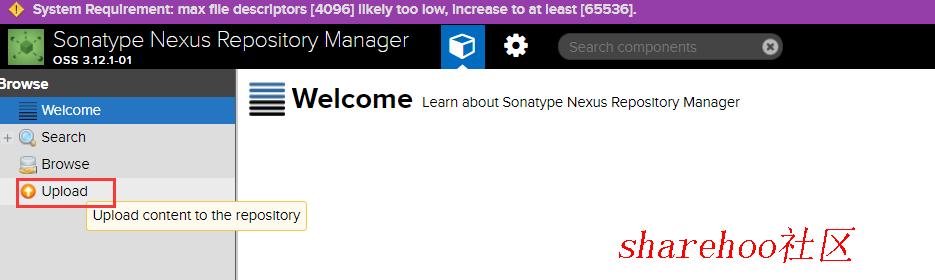 System Requirement: max file descriptors [4096] likely too low, increase to at least [65536].
Sonatype Nexus Repository Manager
OSS 3.12.1-01
Search components
Browse
Welcome
Welcome Learn about Sonatype Nexus Repository Manager
+ Search
Browse
Upload
Upload content to the repository
sharehoo社区